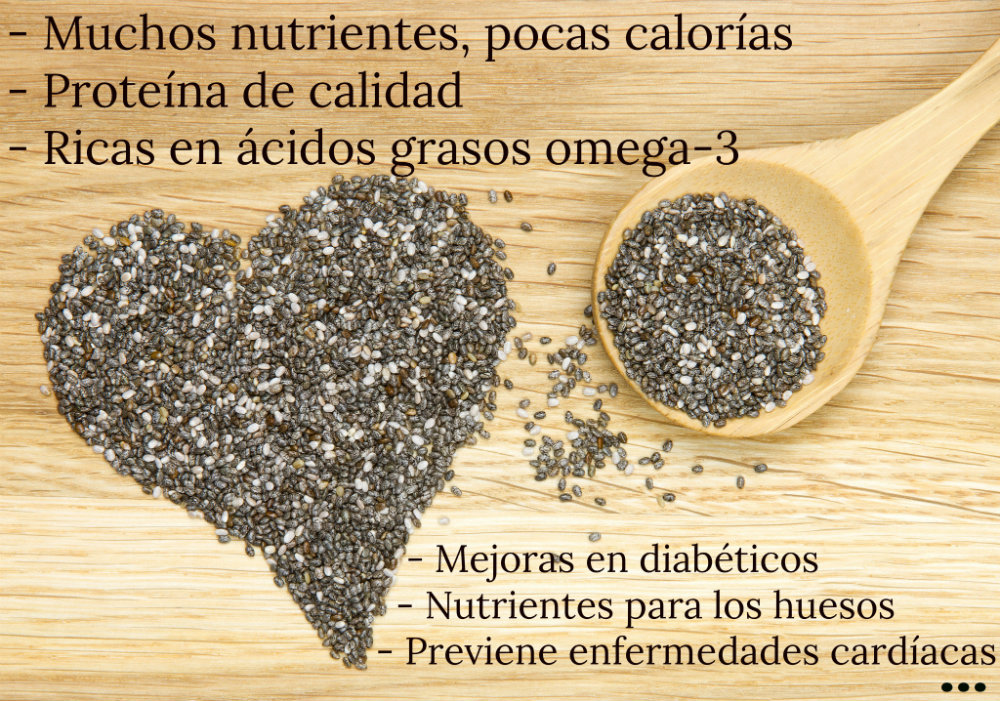 - Muchos nutrientes, pocas calorías
- Proteína de calidad
- Ricas en ácidos grasos omega-3
- Mejoras en diabéticos
- Nutrientes para los huesos
- Previene enfermedades cardíacas
...